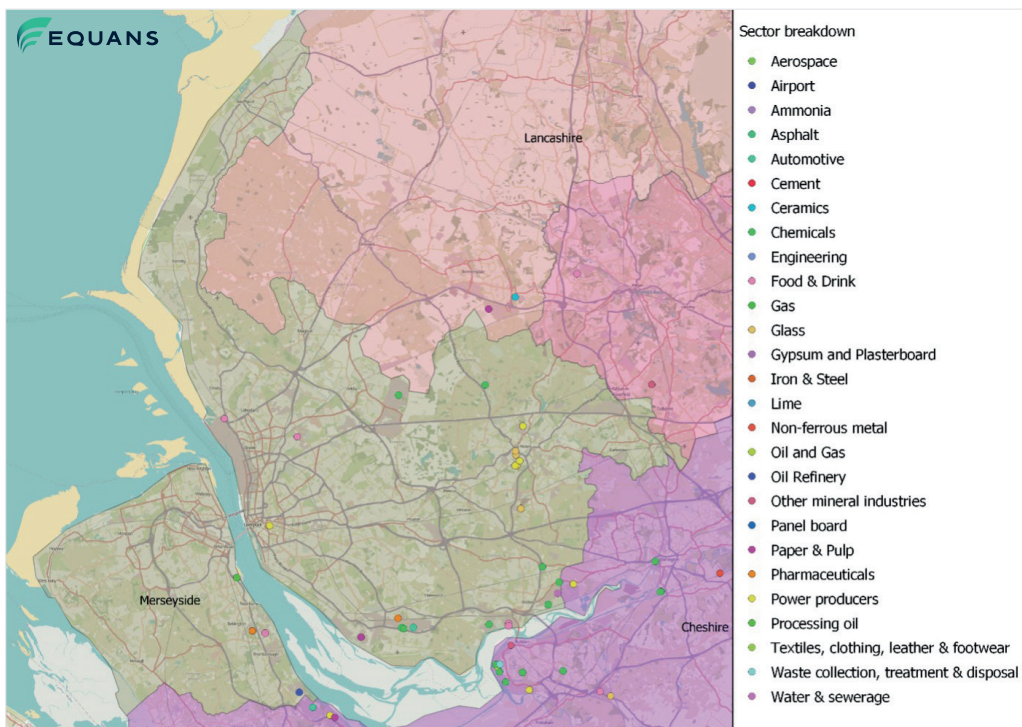 EQUANS
Lancashire
Merseyside
Cheshire
Sector breakdown
Aerospace
Airport
Ammonia
Asphalt
Automotive
Cement
Ceramics
Chemicals
Engineering
Food & Drink
Gas
Glass
Gypsum and Plasterboard
Iron & Steel
Lime
Non-ferrous metal
Oil and Gas
Oil Refinery
Other mineral industries
Panel board
Paper & Pulp
Pharmaceuticals
Power producers
Processing oil
Textiles, clothing, leather & footwear
Waste collection, treatment & disposal
Water & sewerage